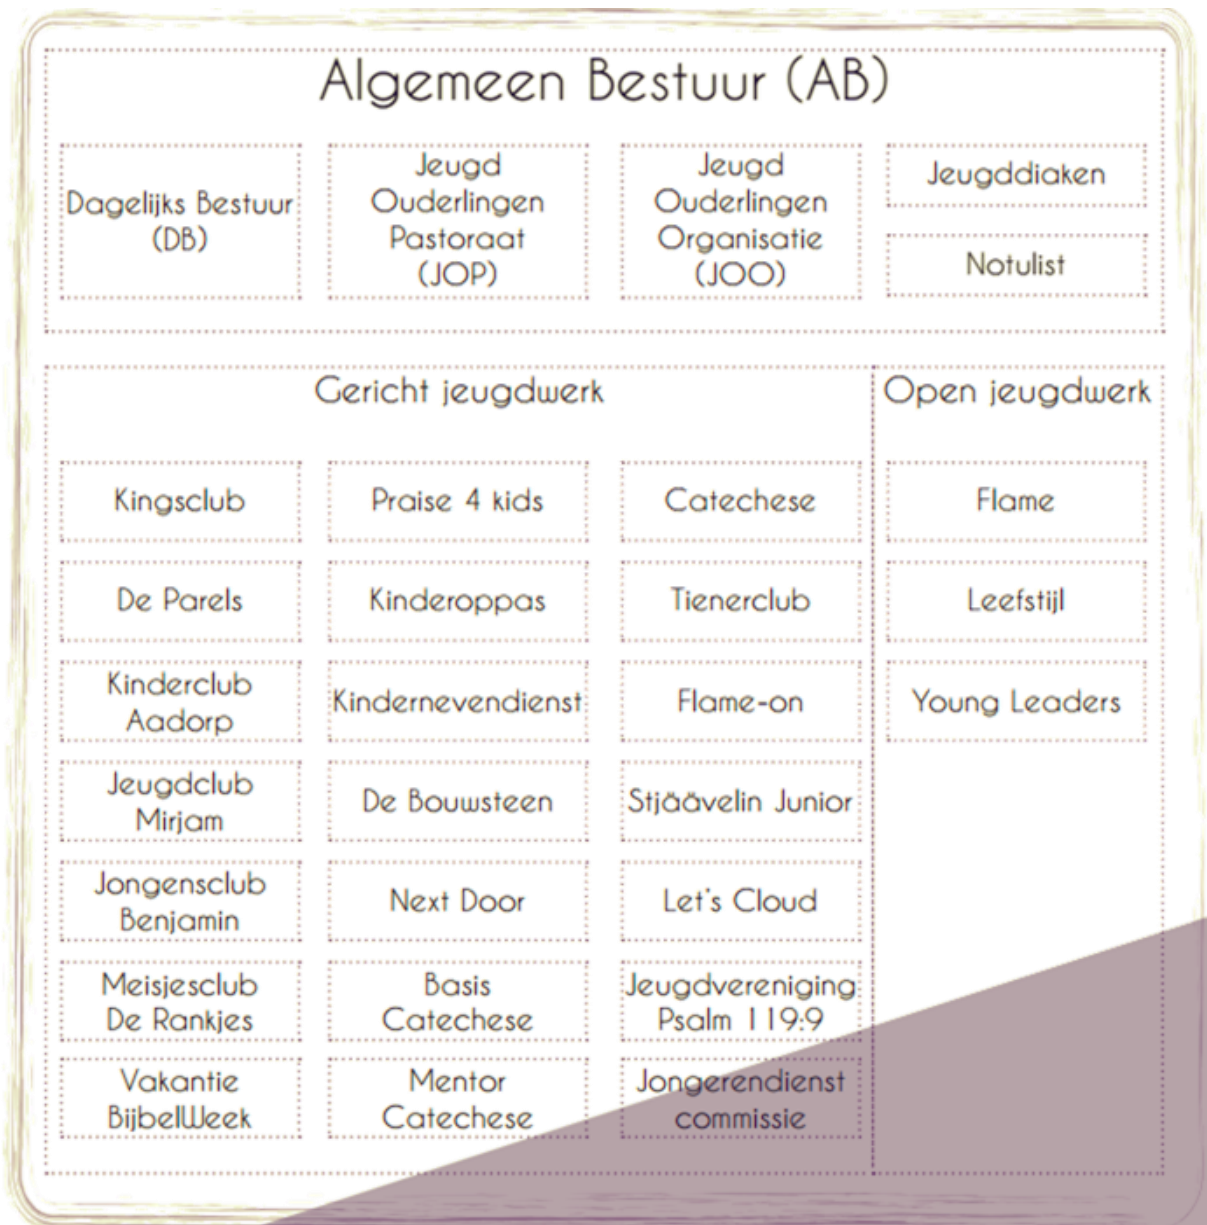 Algemeen Bestuur (AB)
Dagelijks Bestuur
(DB)
Jeugd
Ouderlingen
Pastoraat
(JOP)
Jeugd
Ouderlingen
Organisatie
(JOO)
Jeugddiaken
Notulist
Gericht jeugdwerk
Kingsclub
Praise 4 kids
Catechese
De Parels
Kinderoppas
Tienerclub
Kinderclub
Aadorp
Kindernevendienst
Flame-on
Jeugdclub
Mirjam
De Bouwsteen
Stjäävelin Junior
Jongensclub
Benjamin
Next Door
Let's Cloud
Meisjesclub
De Rankjes
Basis
Catechese
Jeugdvereniging
Psalm 119:9
Vakantie
BijbelWeek
Mentor
Catechese
Jongerendienst
commissie
Open jeugdwerk
Flame
Leefstijl
Young Leaders